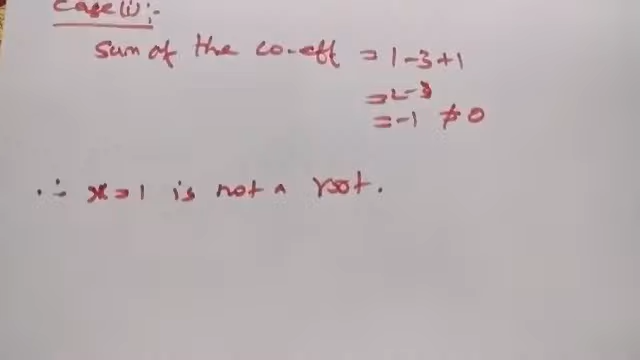 Case(i):-
Sum of the co-eff = 1-3+1
= 2-3
= -1 ≠ 0
∴ x=1 is not a root.